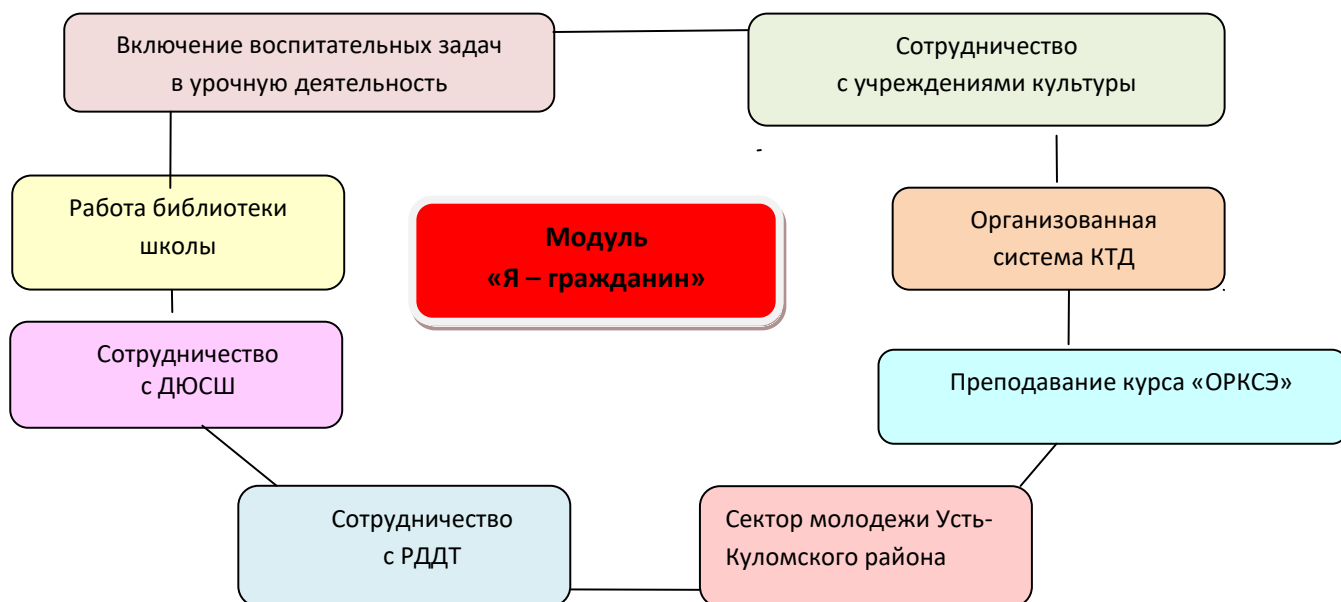 Включение воспитательных задач
в урочную деятельность
Сотрудничество
с учреждениями культуры
Работа библиотеки
школы
Модуль
«Я – гражданин»
Организованная
система КТД
Сотрудничество
с ДЮСШ
Преподавание курса «ОРКСЭ»
Сотрудничество
с РДДТ
Сектор молодежи Усть-
Куломского района